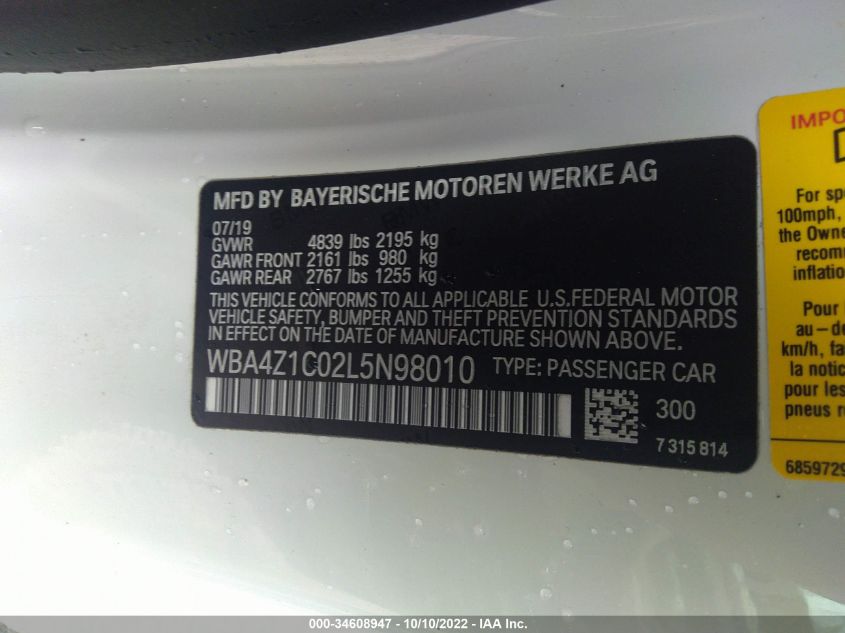 MFD BY BAYERISCHE MOTOREN WERKE AG
07/19
GVWR 4839 lbs 2195 kg
GAWR FRONT 2161 lbs 980 kg
GAWR REAR 2767 lbs 1255 kg
THIS VEHICLE CONFORMS TO ALL APPLICABLE U.S.FEDERAL MOTOR
VEHICLE SAFETY, BUMPER AND THEFT PREVENTION STANDARDS
IN EFFECT ON THE DATE OF MANUFACTURE SHOWN ABOVE.
WBA4Z1C02L5N98010 TYPE: PASSENGER CAR
300
7 315 814
IMPO
For spe
100mph,
the Owne
recomm
inflation
Pour
au-de
km/h, fa
la notic
pour les
pneus r
6859729
000-34608947 - 10/10/2022 - IAA Inc.